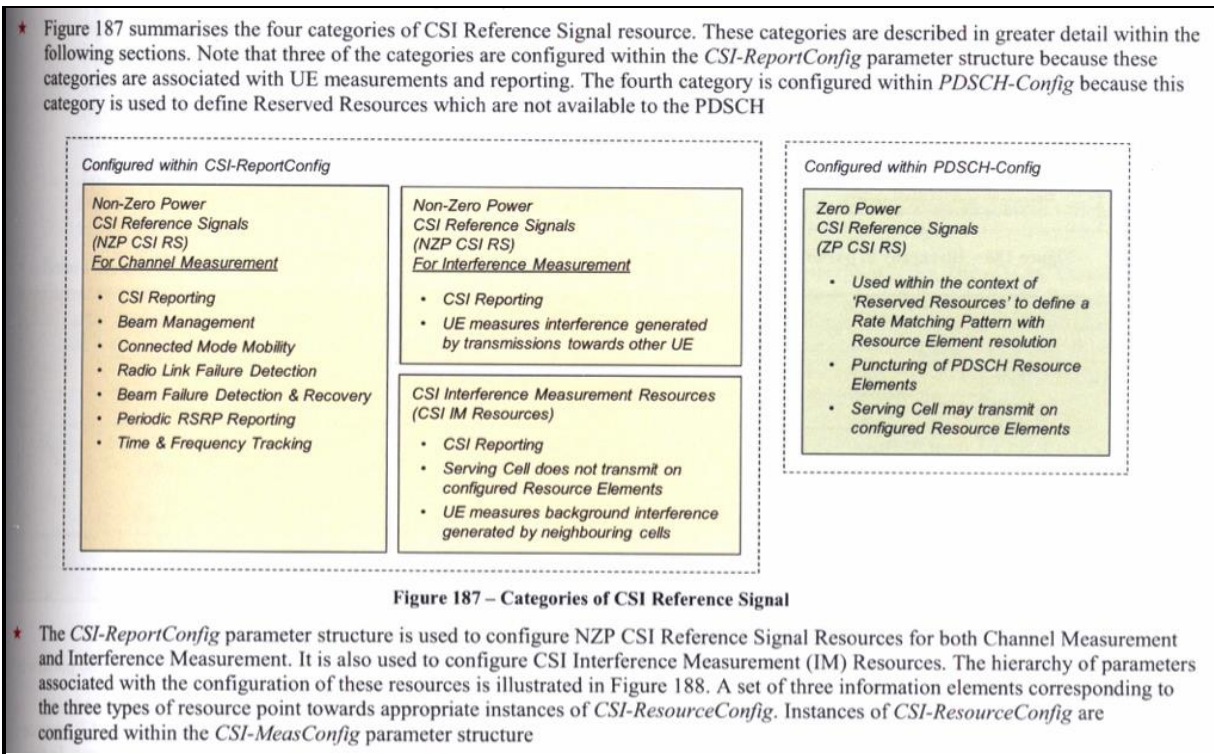 ★ Figure 187 summarises the four categories of CSI Reference Signal resource. These categories are described in greater detail within the
following sections. Note that three of the categories are configured within the CSI-ReportConfig parameter structure because these
categories are associated with UE measurements and reporting. The fourth category is configured within PDSCH-Config because this
category is used to define Reserved Resources which are not available to the PDSCH
Configured within CSI-ReportConfig
Non-Zero Power
CSI Reference Signals
(NZP CSI RS)
For Channel Measurement
• CSI Reporting
• Beam Management
• Connected Mode Mobility
• Radio Link Failure Detection
• Beam Failure Detection & Recovery
• Periodic RSRP Reporting
• Time & Frequency Tracking
Non-Zero Power
CSI Reference Signals
(NZP CSI RS)
For Interference Measurement
• CSI Reporting
• UE measures interference generated
by transmissions towards other UE
CSI Interference Measurement Resources
(CSI IM Resources)
• CSI Reporting
• Serving Cell does not transmit on
configured Resource Elements
• UE measures background interference
generated by neighbouring cells
Configured within PDSCH-Config
Zero Power
CSI Reference Signals
(ZP CSI RS)
• Used within the context of
'Reserved Resources' to define a
Rate Matching Pattern with
Resource Element resolution
• Puncturing of PDSCH Resource
Elements
• Serving Cell may transmit on
configured Resource Elements
Figure 187 – Categories of CSI Reference Signal
★ The CSI-ReportConfig parameter structure is used to configure NZP CSI Reference Signal Resources for both Channel Measurement
and Interference Measurement. It is also used to configure CSI Interference Measurement (IM) Resources. The hierarchy of parameters
associated with the configuration of these resources is illustrated in Figure 188. A set of three information elements corresponding to
the three types of resource point towards appropriate instances of CSI-ResourceConfig. Instances of CSI-ResourceConfig are
configured within the CSI-MeasConfig parameter structure